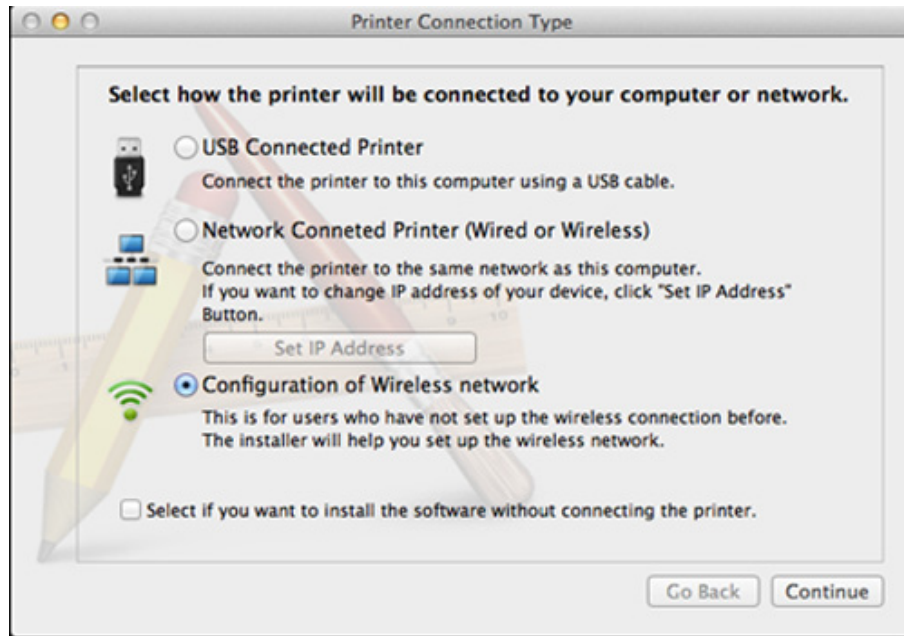 Printer Connection Type
Select how the printer will be connected to your computer or network.
USB Connected Printer
Connect the printer to this computer using a USB cable.
Network Conneted Printer (Wired or Wireless)
Connect the printer to the same network as this computer.
If you want to change IP address of your device, click "Set IP Address"
Button.
Set IP Address
Configuration of Wireless network
This is for users who have not set up the wireless connection before.
The installer will help you set up the wireless network.
Select if you want to install the software without connecting the printer.
Go Back Continue